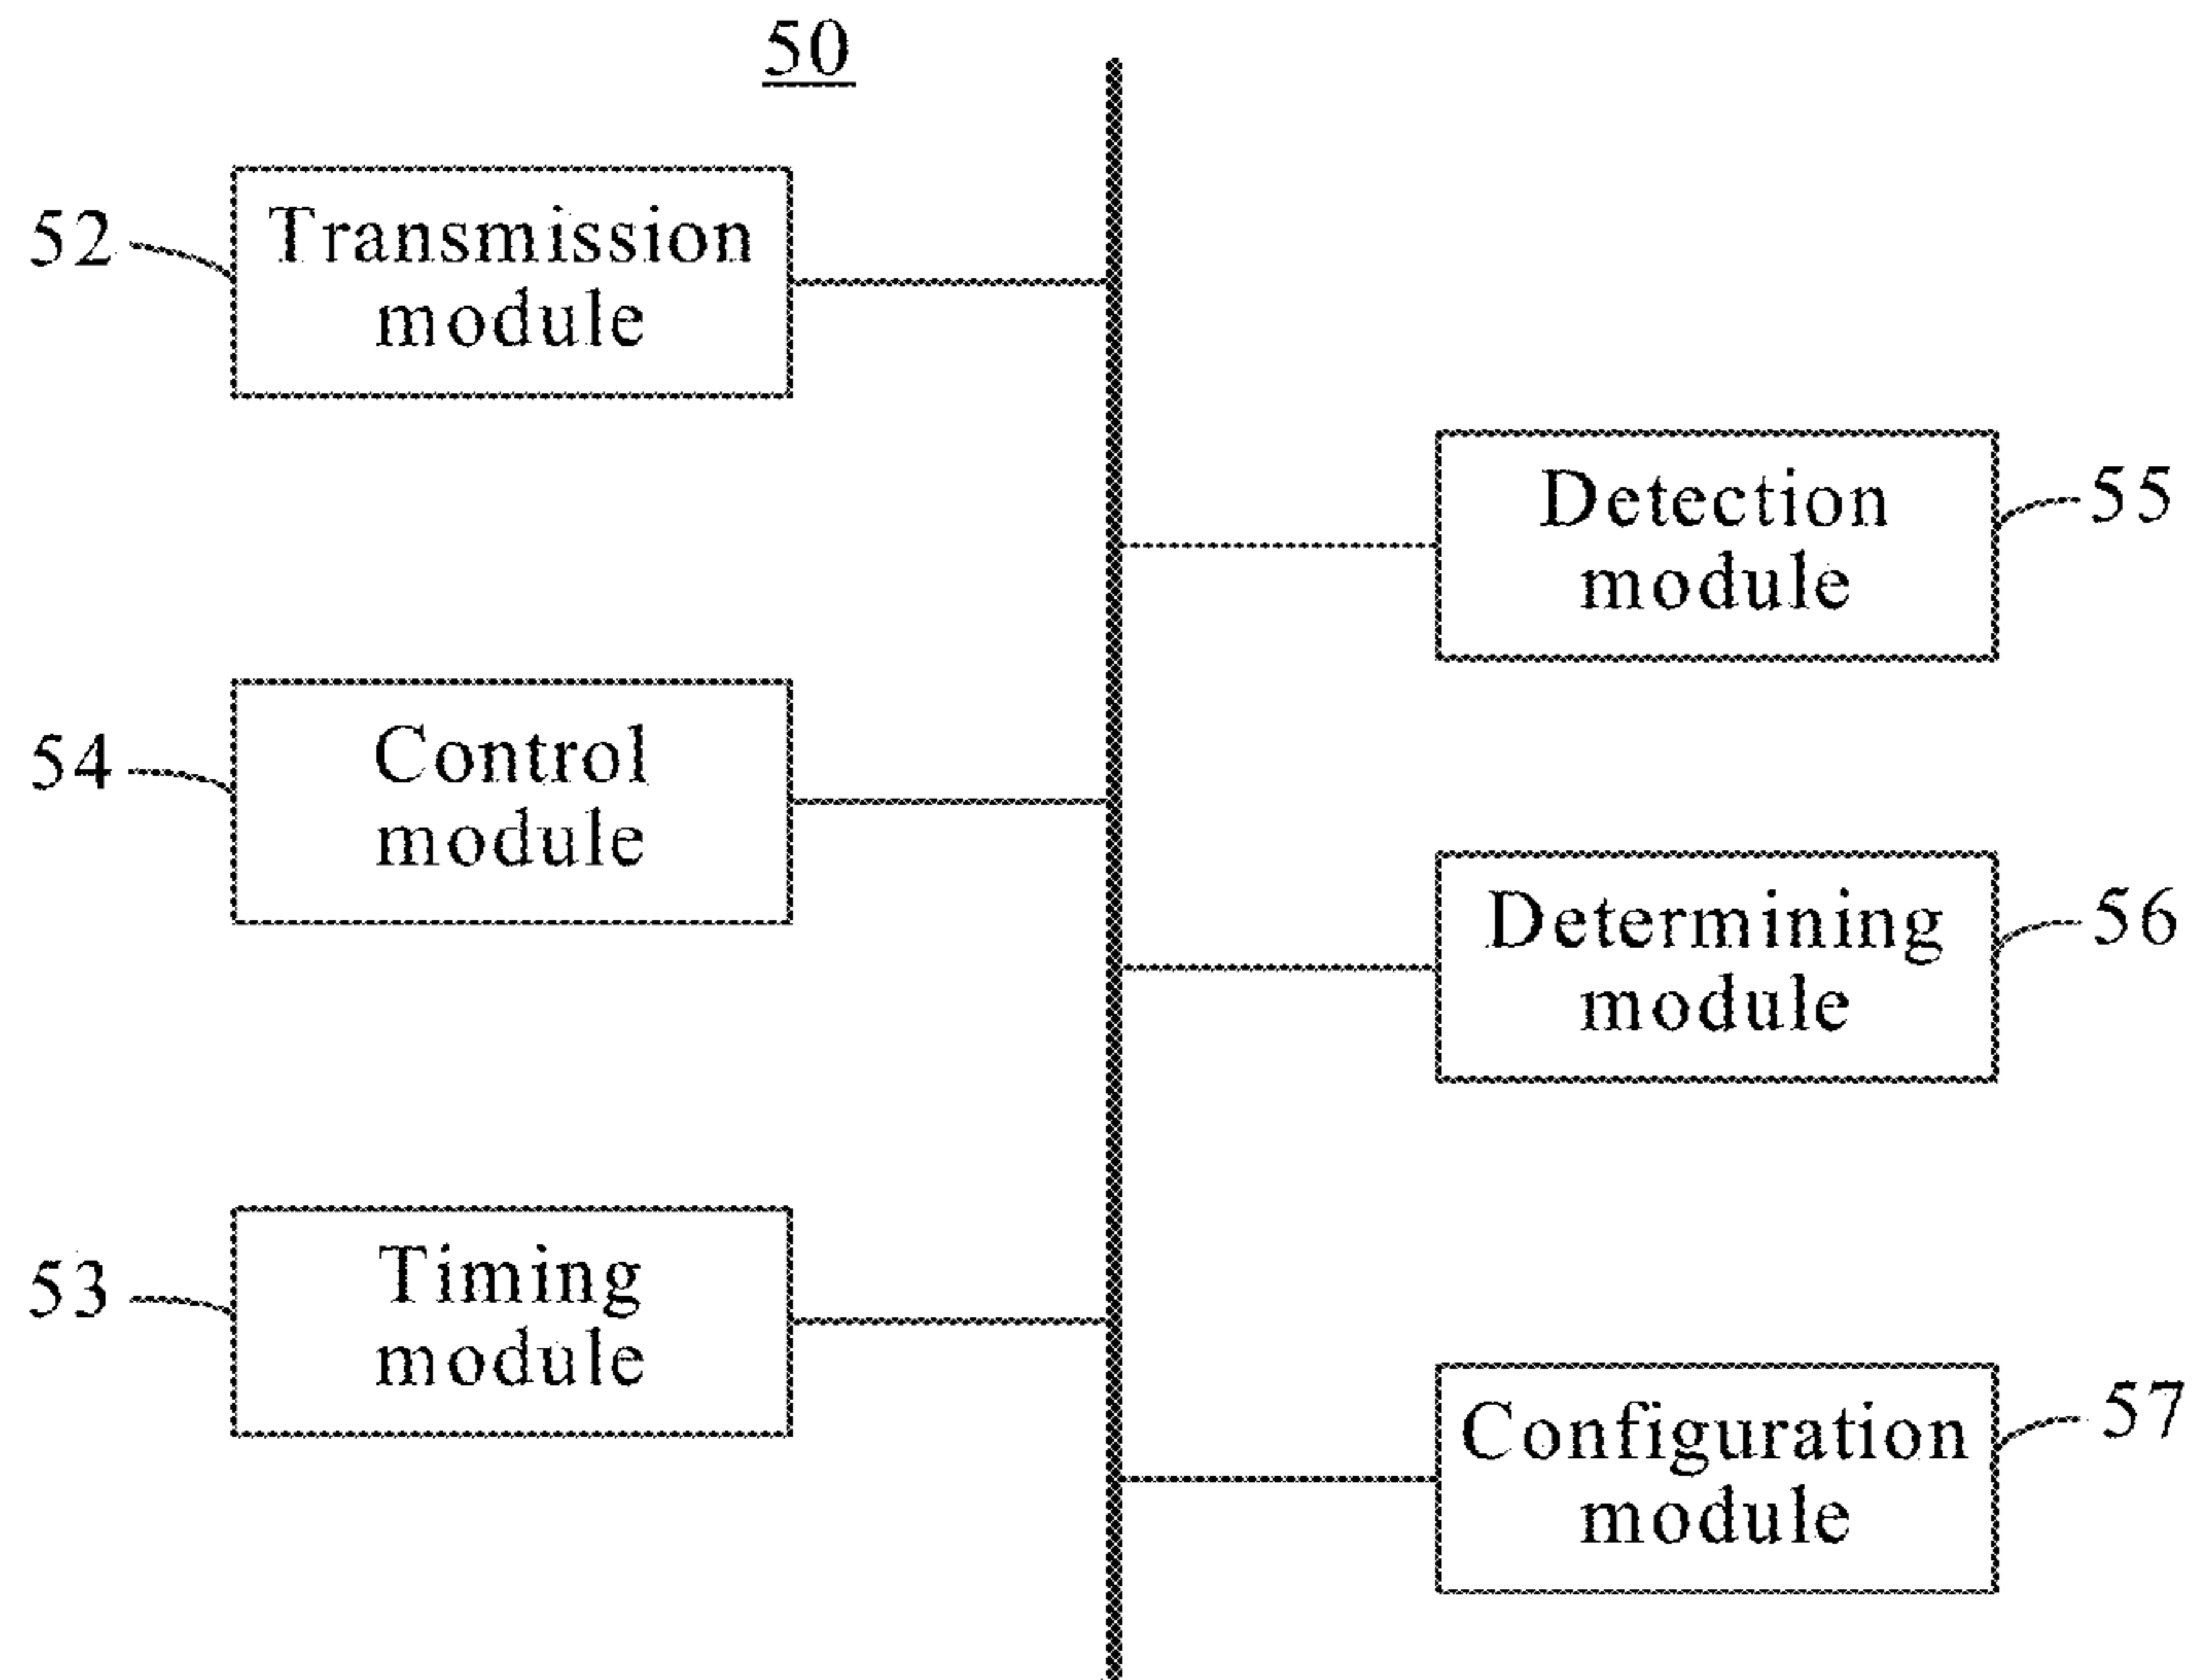 50
52
Transmission
module
Detection
module
55
54
Control
module
Determining
module
56
53
Timing
module
Configuration
module
57